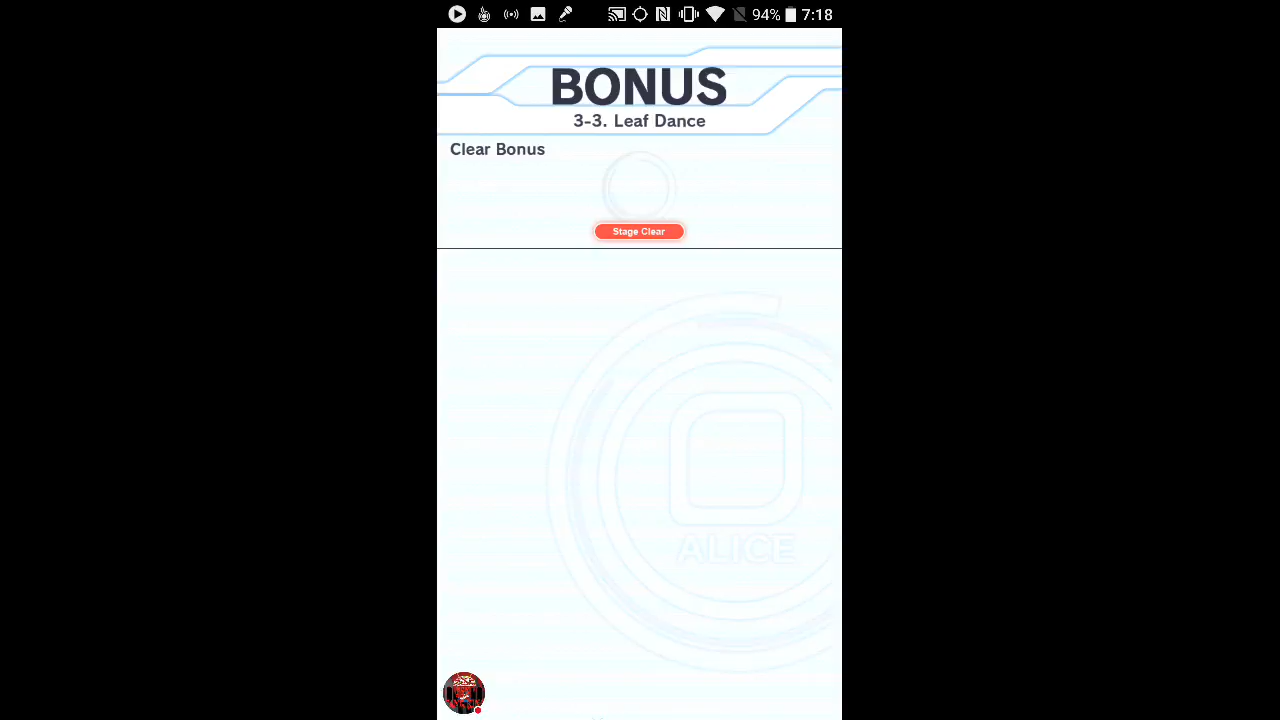 94% 7:18
BONUS
3-3. Leaf Dance
Clear Bonus
Stage Clear
ALICE